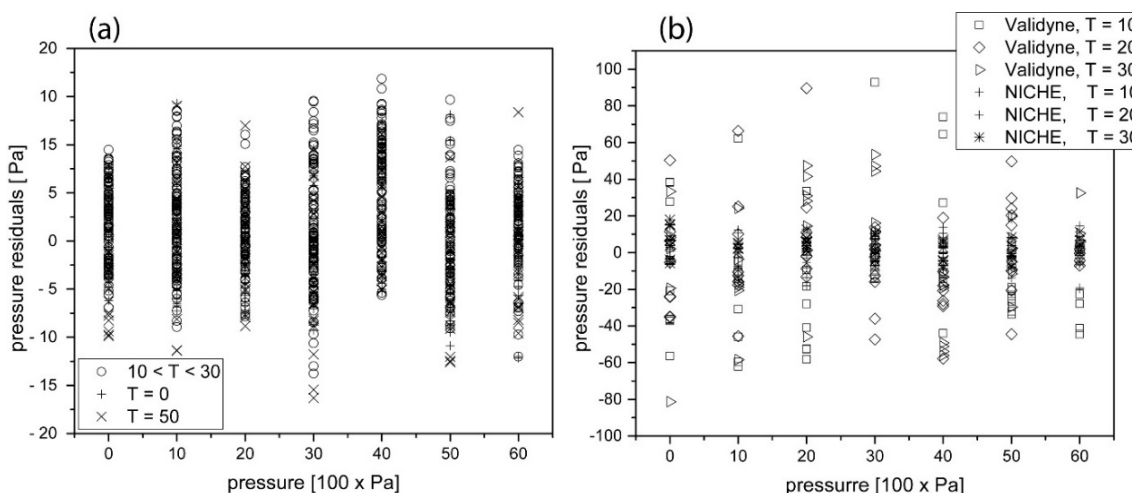 (a)
20
10
15
5
0
- 5
- 10
- 15
- 20
pressure residuals [ Pa]
10 < T < 30
T = 0
T = 50
0 10 20 30 40 50 60
pressure [100 x Pa]
(b)
Validyne, T = 10
Validyne, T = 20
Validyne, T = 30
NICHE, T = 10
NICHE, T = 20
NICHE, T = 30
100
80
60
40
20
0
-20
-40
-60
-80
-100
pressure residuals [ Pa]
0 10 20 30 40 50 60
pressurre [100 x Pa]